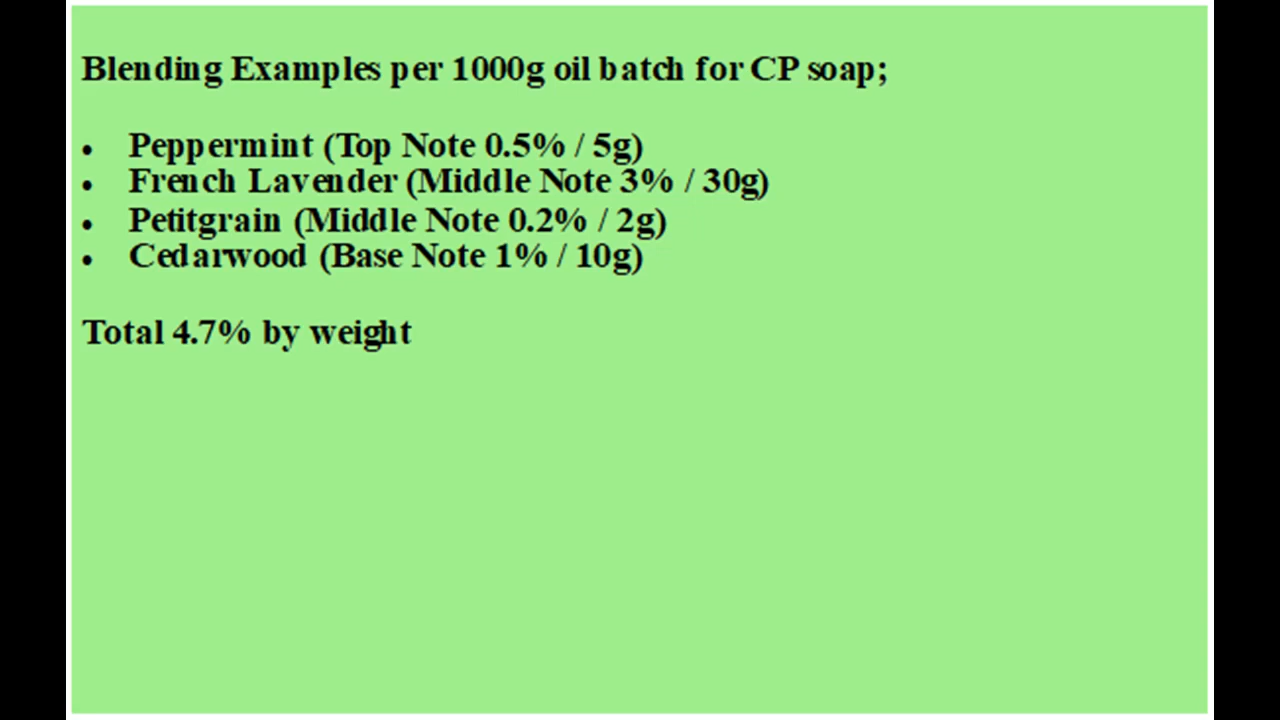 Blending Examples per 1000g oil batch for CP soap;
• Peppermint (Top Note 0.5% / 5g)
• French Lavender (Middle Note 3% / 30g)
• Petitgrain (Middle Note 0.2% / 2g)
• Cedarwood (Base Note 1% / 10g)
Total 4.7% by weight